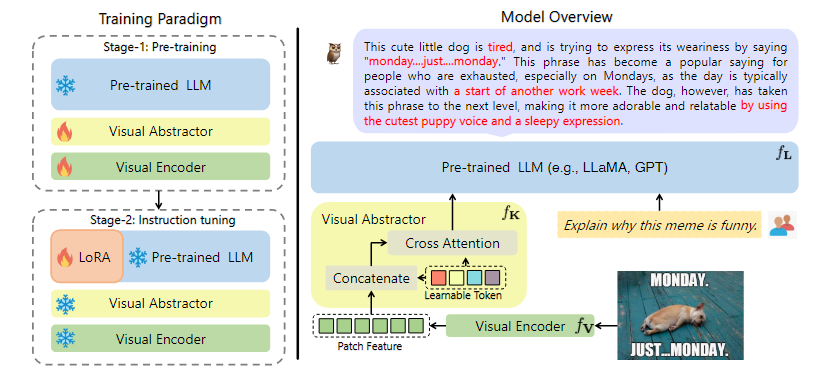 Training Paradigm
Stage-1: Pre-training
Pre-trained LLM
Visual Abstractor
Visual Encoder
Stage-2: Instruction tuning
LoRA
Pre-trained LLM
Visual Abstractor
Visual Encoder
Model Overview
This cute little dog is tired, and is trying to express its weariness by saying
"monday...just....monday." This phrase has become a popular saying for
people who are exhausted, especially on Mondays, as the day is typically
associated with a start of another work week. The dog, however, has taken
this phrase to the next level, making it more adorable and relatable by using
the cutest puppy voice and a sleepy expression.
Pre-trained LLM (e.g., LLaMA, GPT)
f_L
Visual Abstractor
f_K
Cross Attention
Concatenate
Learnable Token
Explain why this meme is funny.
Patch Feature
Visual Encoder
f_V
MONDAY.
JUST...MONDAY.